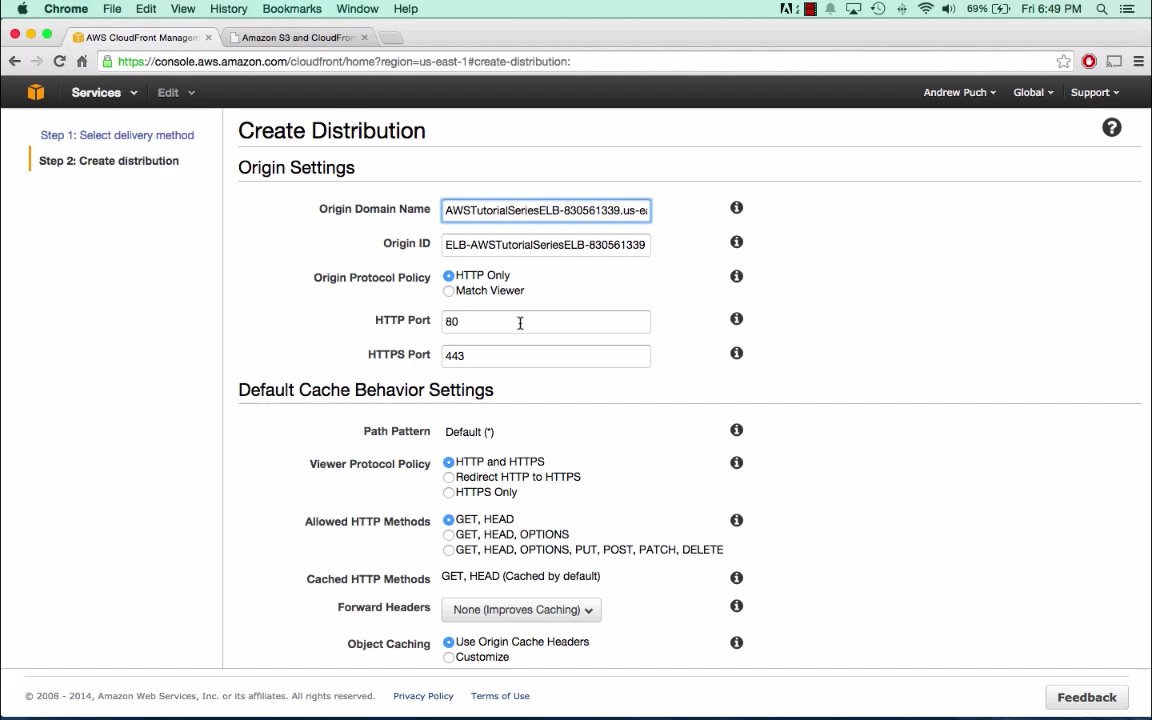 Chrome File Edit View History Bookmarks Window Help 69% Fri 6:49 PM
AWS CloudFront Managem × Amazon S3 and CloudFron ×
https://console.aws.amazon.com/cloudfront/home?region=us-east-1#create-distribution:
Services Edit Andrew Puch Global Support
Step 1: Select delivery method
Step 2: Create distribution
Create Distribution
Origin Settings
Origin Domain Name AWSTutorialSeriesELB-830561339.us-ea
Origin ID ELB-AWSTutorialSeriesELB-830561339
Origin Protocol Policy HTTP Only
Match Viewer
HTTP Port 80
HTTPS Port 443
Default Cache Behavior Settings
Path Pattern Default (*)
Viewer Protocol Policy HTTP and HTTPS
Redirect HTTP to HTTPS
HTTPS Only
Allowed HTTP Methods GET, HEAD
GET, HEAD, OPTIONS
GET, HEAD, OPTIONS, PUT, POST, PATCH, DELETE
Cached HTTP Methods GET, HEAD (Cached by default)
Forward Headers None (Improves Caching)
Object Caching Use Origin Cache Headers
Customize
© 2008 - 2014, Amazon Web Services, Inc. or its affiliates. All rights reserved. Privacy Policy Terms of Use Feedback